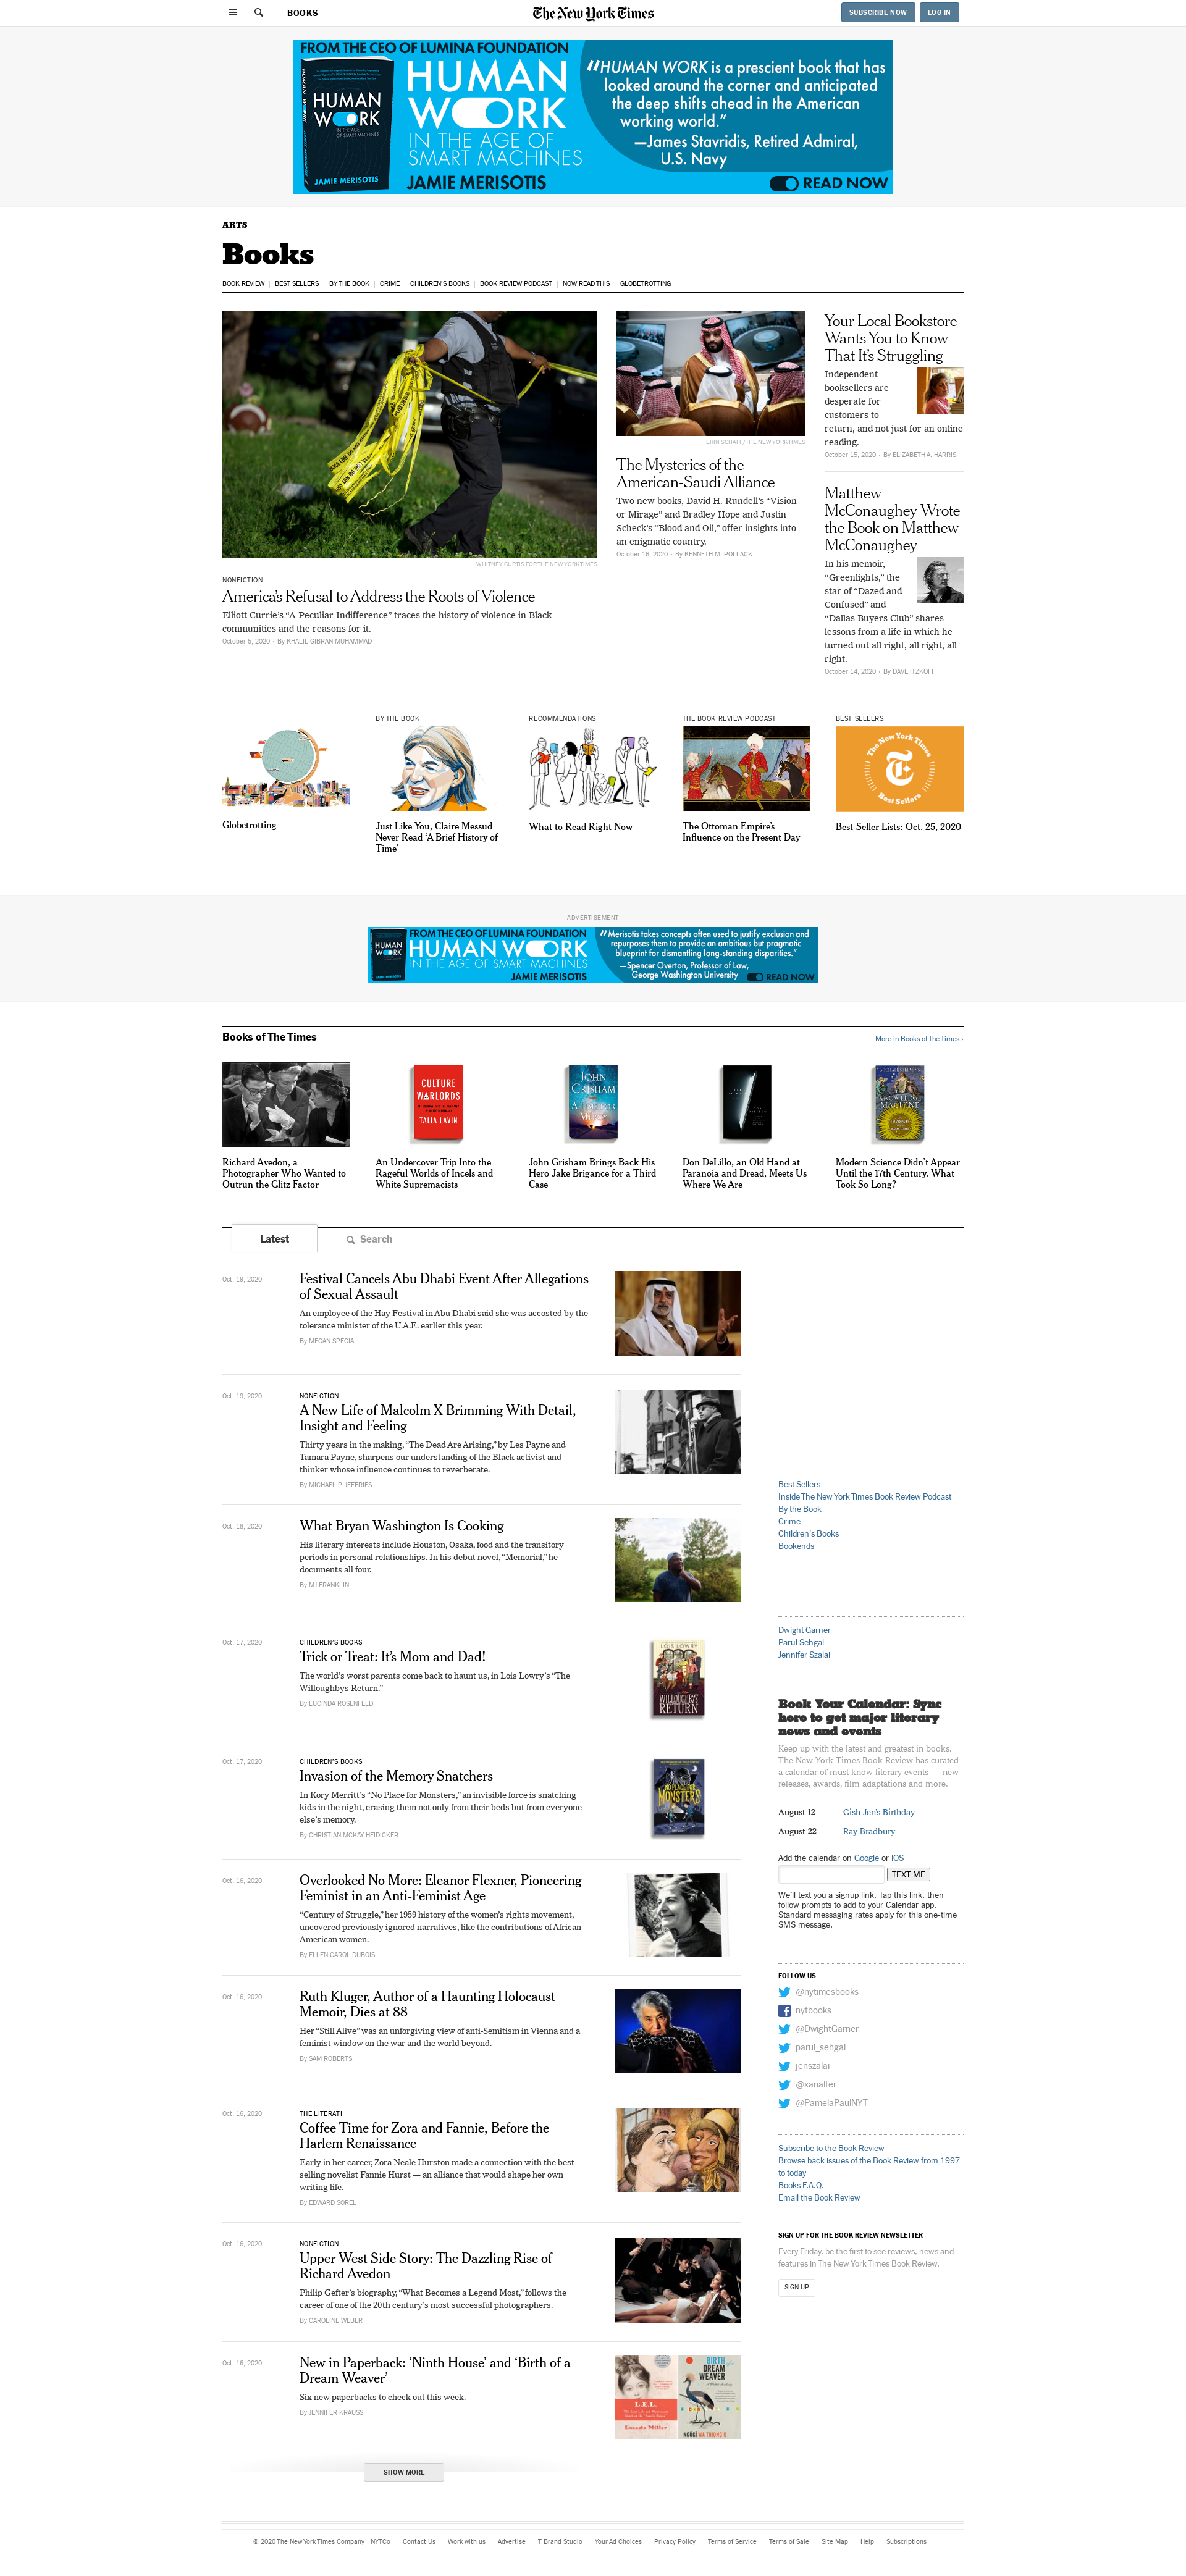 BOOKS
The New York Times
SUBSCRIBE NOW
LOG IN
FROM THE CEO OF LUMINA FOUNDATION
HUMAN
WORK
IN THE AGE OF
SMART MACHINES
JAMIE MERISOTIS
HUMAN
WORK
IN THE AGE OF
SMART MACHINES
JAMIE MERISOTIS
“HUMAN WORK is a prescient book that has
looked around the corner and anticipated
the deep shifts ahead in the American
working world.”
—James Stavridis, Retired Admiral,
U.S. Navy
READ NOW
ARTS
Books
BOOK REVIEW
BEST SELLERS
BY THE BOOK
CRIME
CHILDREN'S BOOKS
BOOK REVIEW PODCAST
NOW READ THIS
GLOBETROTTING
WHITNEY CURTIS FOR THE NEW YORK TIMES
NONFICTION
America’s Refusal to Address the Roots of Violence
Elliott Currie’s “A Peculiar Indifference” traces the history of violence in Black
communities and the reasons for it.
October 5, 2020 • By KHALIL GIBRAN MUHAMMAD
ERIN SCHAFF/THE NEW YORK TIMES
The Mysteries of the
American-Saudi Alliance
Two new books, David H. Rundell’s “Vision
or Mirage” and Bradley Hope and Justin
Scheck’s “Blood and Oil,” offer insights into
an enigmatic country.
October 16, 2020 • By KENNETH M. POLLACK
Your Local Bookstore
Wants You to Know
That It’s Struggling
Independent
booksellers are
desperate for
customers to
return, and not just for an online
reading.
October 15, 2020 • By ELIZABETH A. HARRIS
Matthew
McConaughey Wrote
the Book on Matthew
McConaughey
In his memoir,
“Greenlights,” the
star of “Dazed and
Confused” and
“Dallas Buyers Club” shares
lessons from a life in which he
turned out all right, all right, all
right.
October 14, 2020 • By DAVE ITZKOFF
Globetrotting
BY THE BOOK
Just Like You, Claire Messud
Never Read ‘A Brief History of
Time’
RECOMMENDATIONS
What to Read Right Now
THE BOOK REVIEW PODCAST
The Ottoman Empire’s
Influence on the Present Day
BEST SELLERS
The New York Times
Best Sellers
Best-Seller Lists: Oct. 25, 2020
ADVERTISEMENT
HUMAN
WORK
FROM THE CEO OF LUMINA FOUNDATION
HUMAN WORK
IN THE AGE OF SMART MACHINES
JAMIE MERISOTIS
“Merisotis takes concepts often used to justify exclusion and
repurposes them to provide an ambitious but pragmatic
blueprint for dismantling long-standing disparities.”
—Spencer Overton, Professor of Law,
George Washington University
READ NOW
Books of The Times
More in Books of The Times ›
Richard Avedon, a
Photographer Who Wanted to
Outrun the Glitz Factor
CULTURE
WARLORDS
TALIA LAVIN
An Undercover Trip Into the
Rageful Worlds of Incels and
White Supremacists
JOHN
GRISHAM
A TIME FOR
MERCY
John Grisham Brings Back His
Hero Jake Brigance for a Third
Case
Don DeLillo, an Old Hand at
Paranoia and Dread, Meets Us
Where We Are
KNOWLEDGE
MACHINE
Modern Science Didn’t Appear
Until the 17th Century. What
Took So Long?
Latest
Search
Oct. 19, 2020
Festival Cancels Abu Dhabi Event After Allegations
of Sexual Assault
An employee of the Hay Festival in Abu Dhabi said she was accosted by the
tolerance minister of the U.A.E. earlier this year.
By MEGAN SPECIA
Oct. 19, 2020
NONFICTION
A New Life of Malcolm X Brimming With Detail,
Insight and Feeling
Thirty years in the making, “The Dead Are Arising,” by Les Payne and
Tamara Payne, sharpens our understanding of the Black activist and
thinker whose influence continues to reverberate.
By MICHAEL P. JEFFRIES
Oct. 18, 2020
What Bryan Washington Is Cooking
His literary interests include Houston, Osaka, food and the transitory
periods in personal relationships. In his debut novel, “Memorial,” he
documents all four.
By MJ FRANKLIN
Oct. 17, 2020
CHILDREN’S BOOKS
Trick or Treat: It’s Mom and Dad!
The world’s worst parents come back to haunt us, in Lois Lowry’s “The
Willoughbys Return.”
By LUCINDA ROSENFELD
LOIS LOWRY
WILLOUGHBYS
RETURN
Oct. 17, 2020
CHILDREN’S BOOKS
Invasion of the Memory Snatchers
In Kory Merritt’s “No Place for Monsters,” an invisible force is snatching
kids in the night, erasing them not only from their beds but from everyone
else’s memory.
By CHRISTIAN MCKAY HEIDICKER
NO PLACE FOR
MONSTERS
Oct. 16, 2020
Overlooked No More: Eleanor Flexner, Pioneering
Feminist in an Anti-Feminist Age
“Century of Struggle,” her 1959 history of the women’s rights movement,
uncovered previously ignored narratives, like the contributions of African-
American women.
By ELLEN CAROL DUBOIS
Oct. 16, 2020
Ruth Kluger, Author of a Haunting Holocaust
Memoir, Dies at 88
Her “Still Alive” was an unforgiving view of anti-Semitism in Vienna and a
feminist window on the war and the world beyond.
By SAM ROBERTS
Oct. 16, 2020
THE LITERATI
Coffee Time for Zora and Fannie, Before the
Harlem Renaissance
Early in her career, Zora Neale Hurston made a connection with the best-
selling novelist Fannie Hurst — an alliance that would shape her own
writing life.
By EDWARD SOREL
Oct. 16, 2020
NONFICTION
Upper West Side Story: The Dazzling Rise of
Richard Avedon
Philip Gefter’s biography, “What Becomes a Legend Most,” follows the
career of one of the 20th century’s most successful photographers.
By CAROLINE WEBER
Oct. 16, 2020
New in Paperback: ‘Ninth House’ and ‘Birth of a
Dream Weaver’
Six new paperbacks to check out this week.
By JENNIFER KRAUSS
L.E.L.
Lucasta Miller
BIRTH
DREAM
WEAVER
NGŨGĨ WA THIONG’O
SHOW MORE
Best Sellers
Inside The New York Times Book Review Podcast
By the Book
Crime
Children's Books
Bookends
Dwight Garner
Parul Sehgal
Jennifer Szalai
Book Your Calendar: Sync
here to get major literary
news and events
Keep up with the latest and greatest in books.
The New York Times Book Review has curated
a calendar of must-know literary events — new
releases, awards, film adaptations and more.
August 12
Gish Jen’s Birthday
August 22
Ray Bradbury
Add the calendar on Google or iOS
TEXT ME
We’ll text you a signup link. Tap this link, then
follow prompts to add to your Calendar app.
Standard messaging rates apply for this one-time
SMS message.
FOLLOW US
@nytimesbooks
nytbooks
@DwightGarner
parul_sehgal
jenszalai
@xanalter
@PamelaPaulNYT
Subscribe to the Book Review
Browse back issues of the Book Review from 1997
to today
Books F.A.Q.
Email the Book Review
SIGN UP FOR THE BOOK REVIEW NEWSLETTER
Every Friday, be the first to see reviews, news and
features in The New York Times Book Review.
SIGN UP
© 2020 The New York Times Company
NYTCo
Contact Us
Work with us
Advertise
T Brand Studio
Your Ad Choices
Privacy Policy
Terms of Service
Terms of Sale
Site Map
Help
Subscriptions